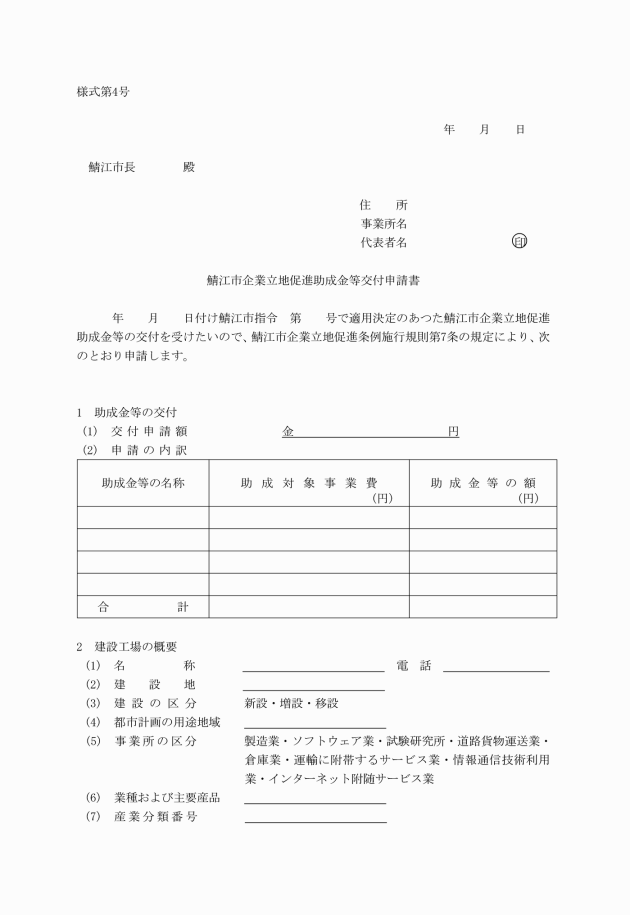 様式第4号
年　　月　　日
鯖江市長　　　　殿
住　　所
事業所名
代表者名　　　　　　　　　㊞
鯖江市企業立地促進助成金等交付申請書
年　　月　　日付け鯖江市指令　第　　号で適用決定のあつた鯖江市企業立地促進
助成金等の交付を受けたいので、鯖江市企業立地促進条例施行規則第7条の規定により、次
のとおり申請します。
1　助成金等の交付
(1)　交付申請額　　　　　　　　金　　　　　　　　　　　　　円
(2)　申請の内訳
助成金等の名称　　助成対象事業費　　助成金等の額
(円)　　(円)
合　　　　　計
2　建設工場の概要
(1)　名　　　　称　　　　　　　　　　　　　　　　　電　話
(2)　建　　設　　地
(3)　建設の区分　　　　新設・増設・移設
(4)　都市計画の用途地域
(5)　事業所の区分　　　　製造業・ソフトウェア業・試験研究所・道路貨物運送業・
倉庫業・運輸に附帯するサービス業・情報通信技術利用
業・インターネット附随サービス業
(6)　業種および主要産品
(7)　産業分類番号